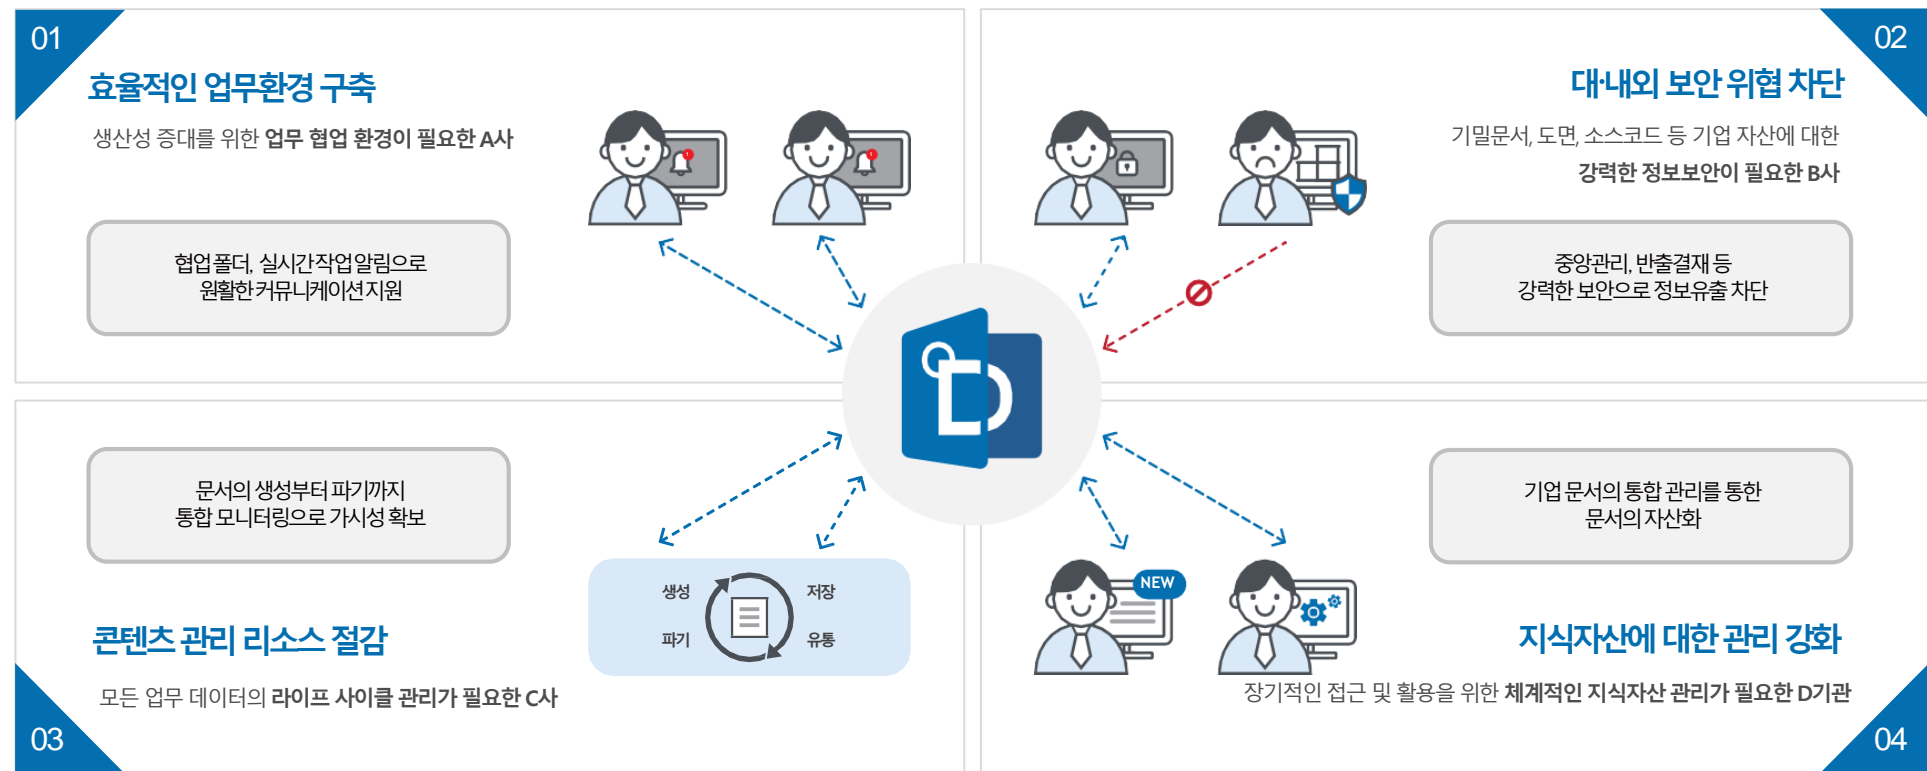 01
효율적인 업무환경 구축
생산성 증대를 위한 업무 협업 환경이 필요한 A사
협업 폴더, 실시간 작업 알림으로
원활한 커뮤니케이션 지원
02
대·내외 보안 위협 차단
기밀문서, 도면, 소스코드 등 기업 자산에 대한
강력한 정보보안이 필요한 B사
중앙관리, 반출결재 등
강력한 보안으로 정보유출 차단
D
문서의 생성부터 파기까지
통합 모니터링으로 가시성 확보
생성
저장
파기
유통
콘텐츠 관리 리소스 절감
모든 업무 데이터의 라이프 사이클 관리가 필요한 C사
03
기업 문서의 통합 관리를 통한
문서의 자산화
NEW
지식자산에 대한 관리 강화
장기적인 접근 및 활용을 위한 체계적인 지식자산 관리가 필요한 D기관
04